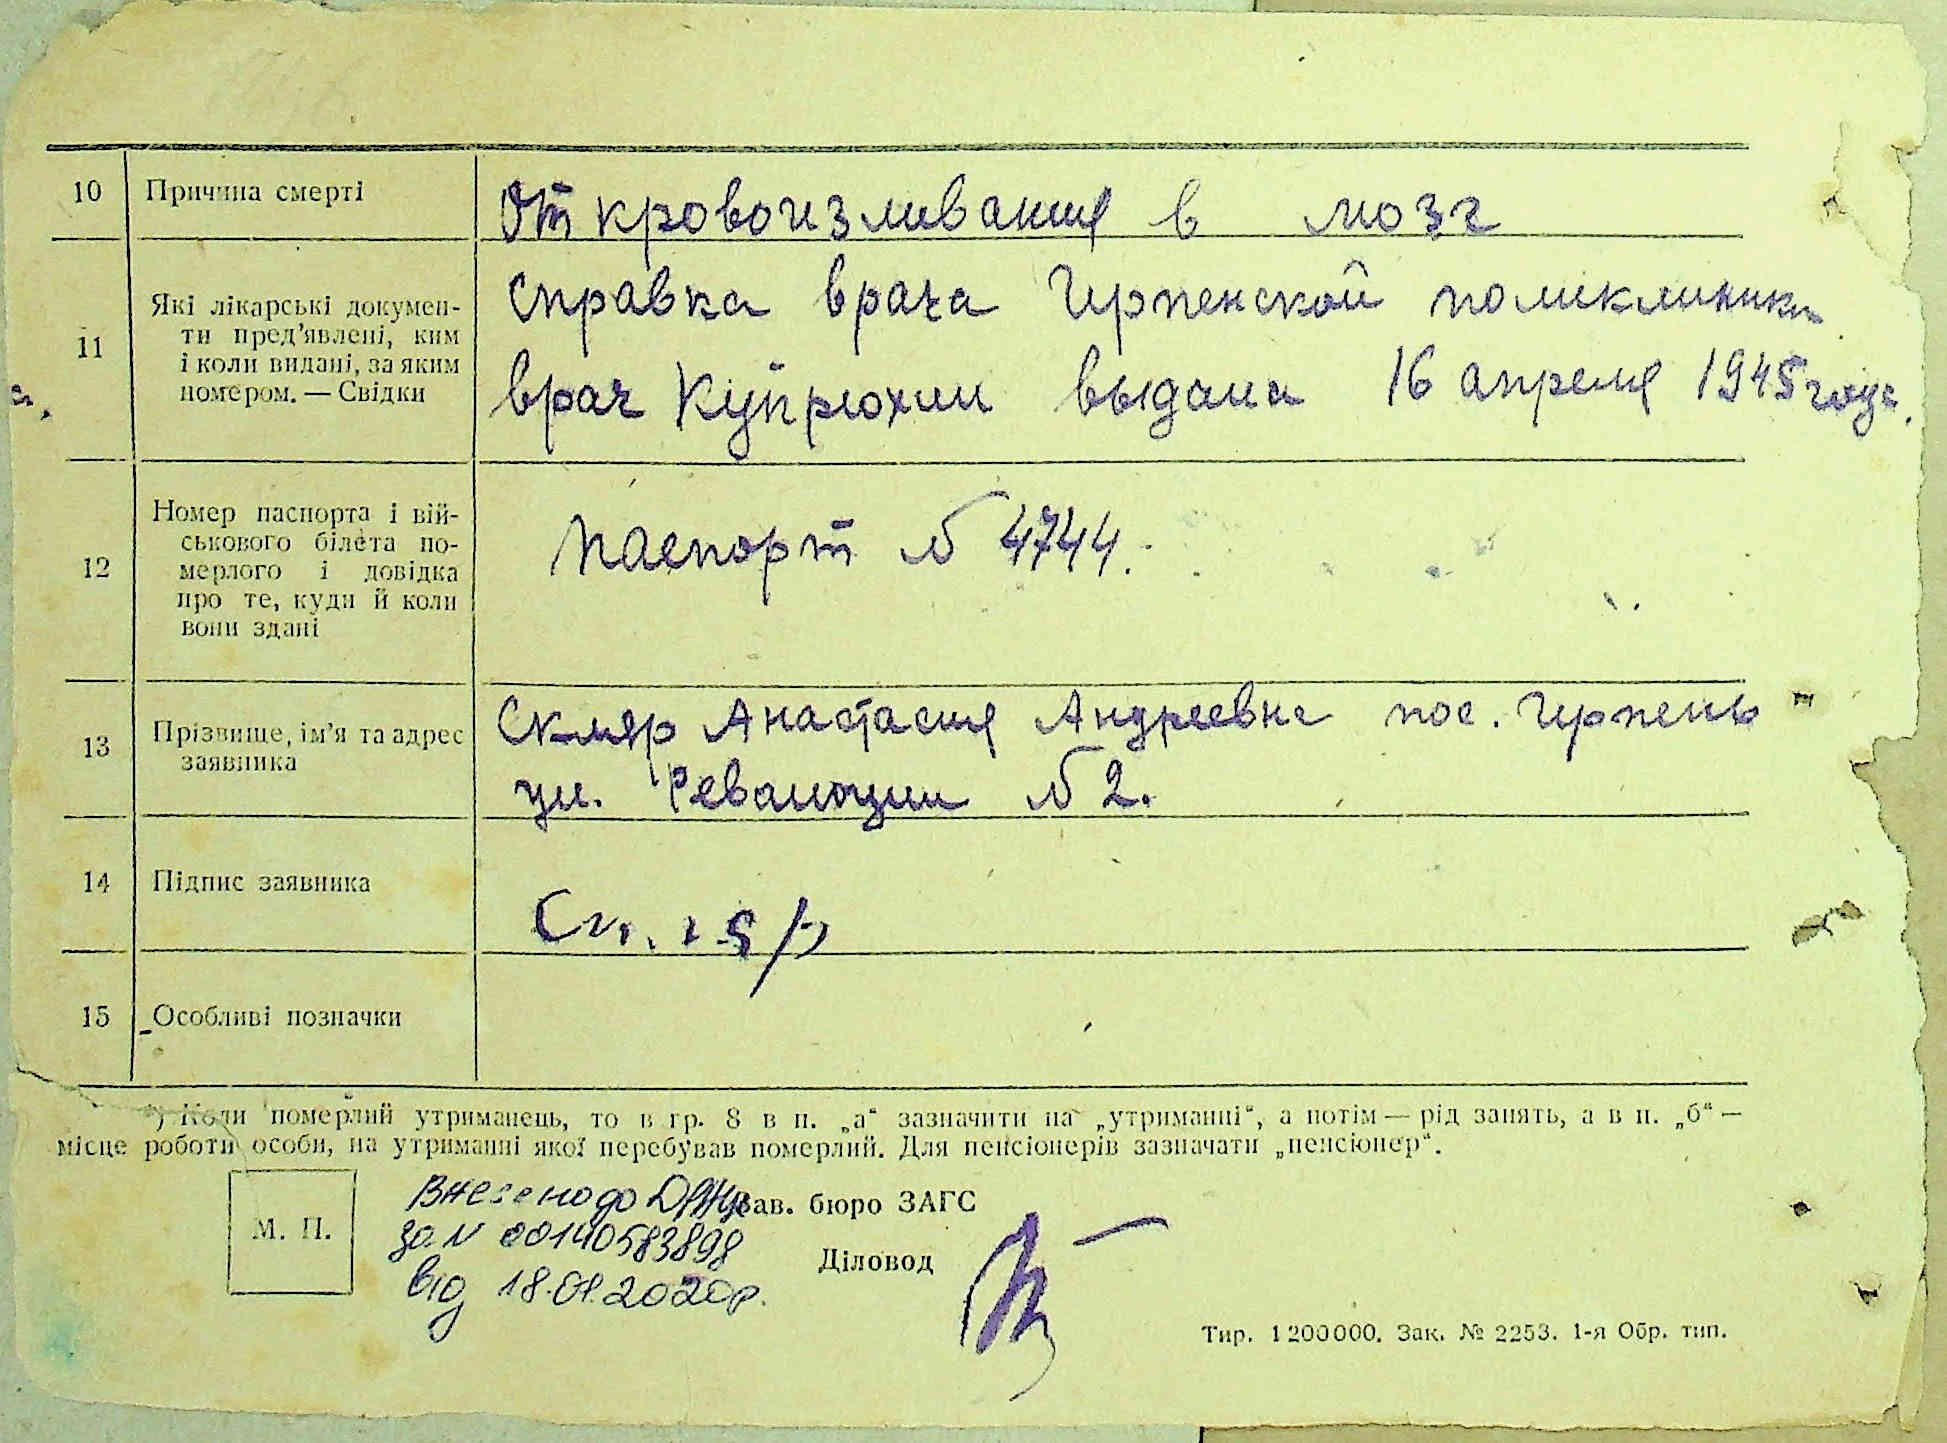 10 Причина смерті От кровоизливания в мозг
11 Які лікарські докумен-
ти пред'явлені, ким
і коли видані, за яким
номером. — Свідки
Справка врача Ирпенской поликлиники
врач Купрюхин выдана 16 апреля 1945 года.
12 Номер паспорта і вій-
ськового білета по-
мерлого і довідка
про те, куди й коли
вони здані
Паспорт № 4744.
13 Прізвище, ім'я та адрес
заявника
Скляр Анастасия Андреевна пос. Ирпень
ул. Революции № 2.
14 Підпис заявника Скляр
15 Особливі позначки
*) Коли померлий утриманець, то в гр. 8 в п. „а“ зазначити на „утриманні“, а потім — рід занять, а в п. „б“ —
місце роботи особи, на утриманні якої перебував померлий. Для пенсіонерів зазначати „пенсіонер“.
М. П.
Внесено до ДРАЦС
за N 00140583898
від 18.01.2020р.
Зав. бюро ЗАГС
Діловод
Тир. 1200000. Зак. № 2253. 1-я Обр. тип.